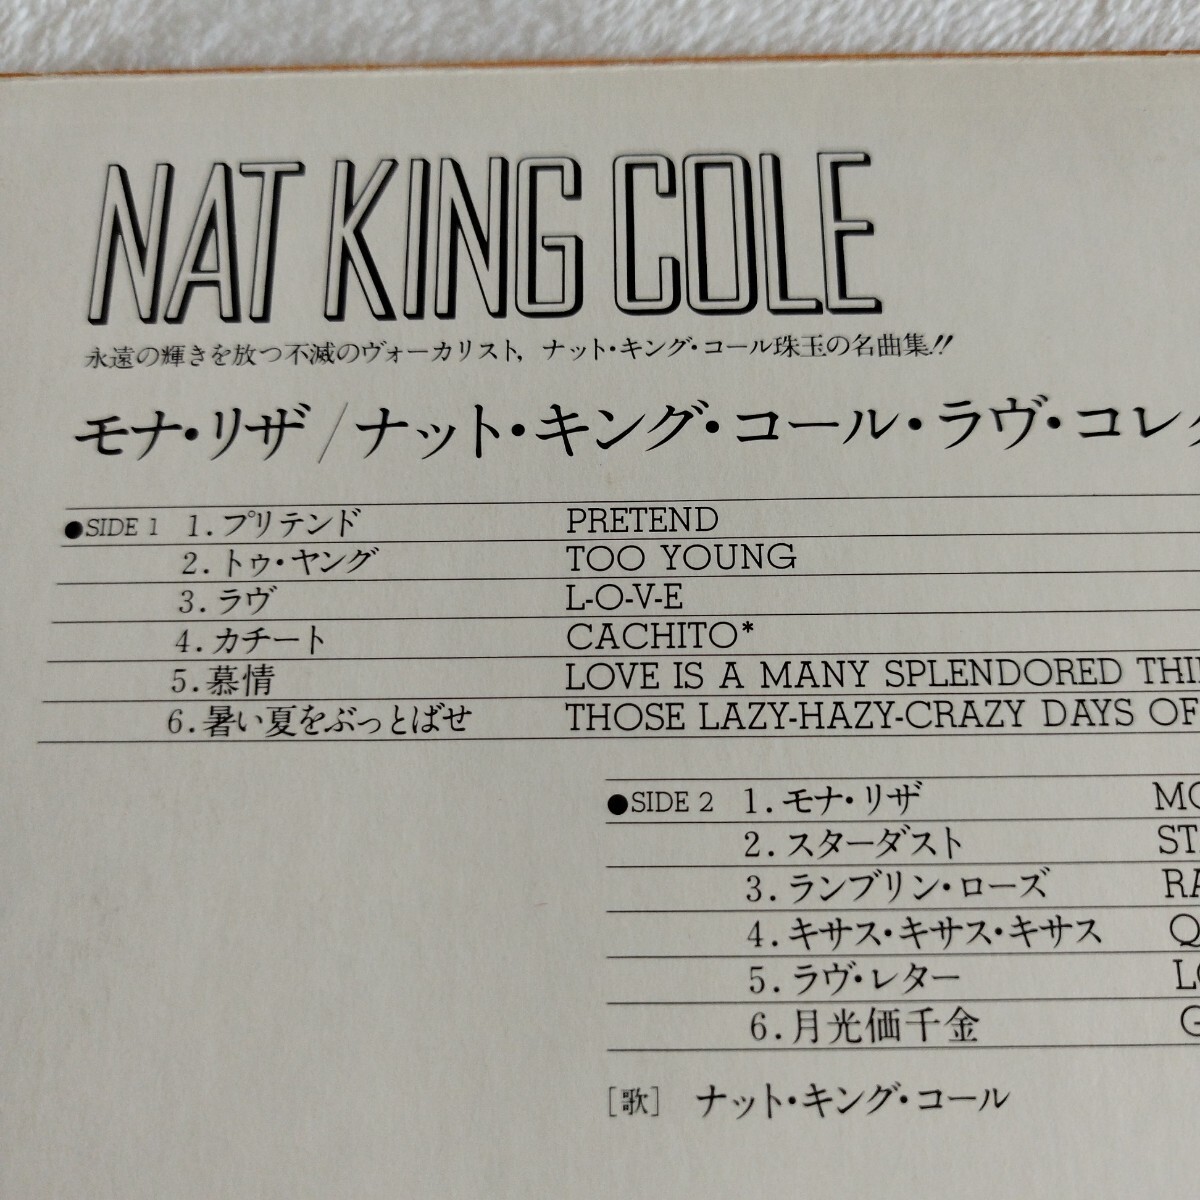 NAT KING COLE
永遠の輝きを放つ不滅のヴォーカリスト, ナット・キング・コール珠玉の名曲集!!
モナ・リザ/ナット・キング・コール・ラヴ・コレク
●SIDE 1 1.プリテンド PRETEND
2.トゥ・ヤング TOO YOUNG
3.ラヴ L-O-V-E
4.カチート CACHITO*
5.慕情 LOVE IS A MANY SPLENDORED THIN
6.暑い夏をぶっとばせ THOSE LAZY-HAZY-CRAZY DAYS OF
●SIDE 2 1.モナ・リザ MO
2.スターダスト STA
3.ランブリン・ローズ RA
4.キサス・キサス・キサス Q
5.ラヴ・レター LO
6.月光価千金 G
[歌] ナット・キング・コール